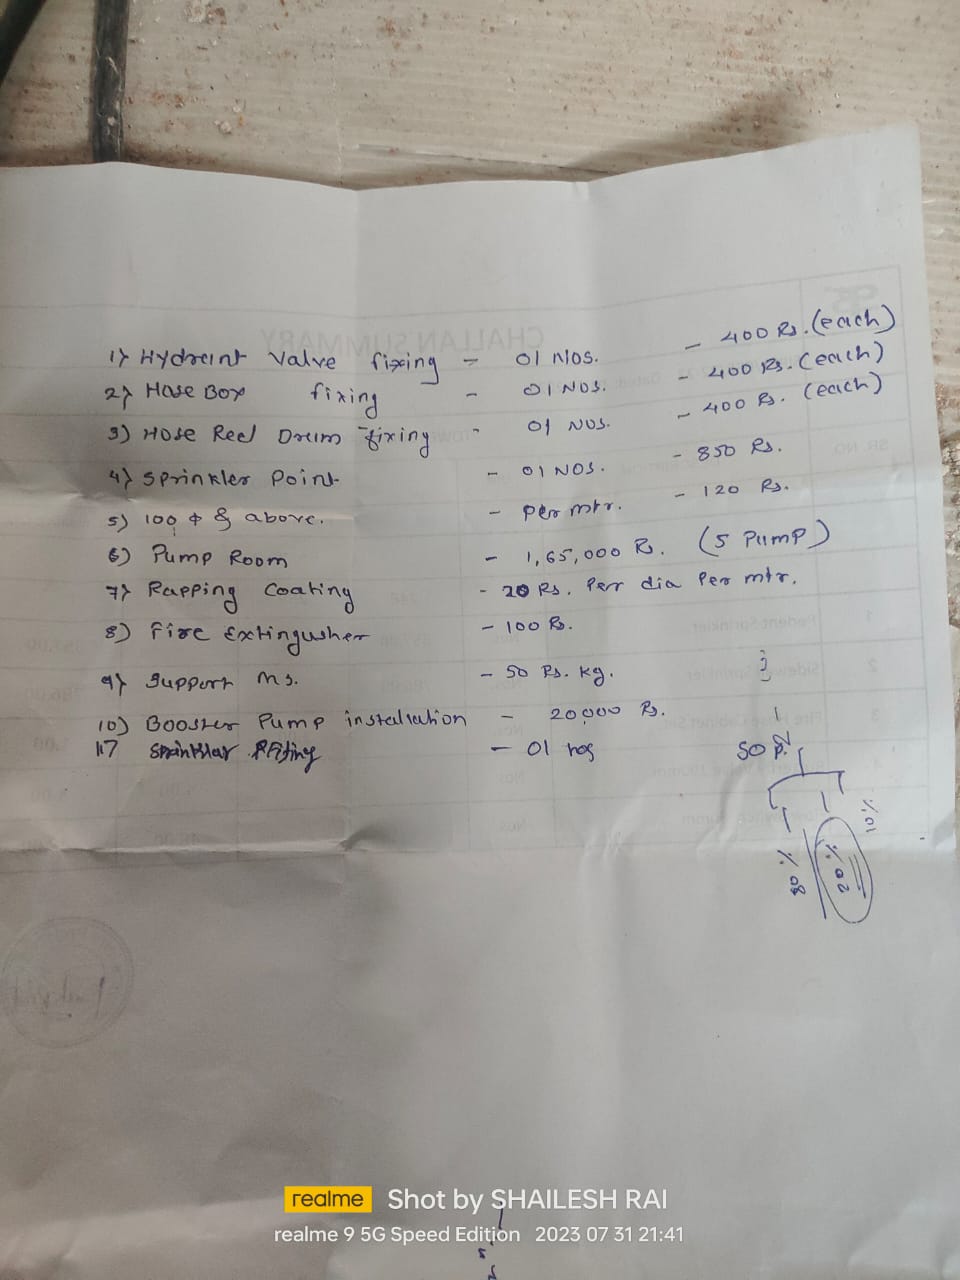 1) Hydreint Valve fixing - 01 NOS. - 400 Rs. (each)
2) Hose Box fixing - 01 NOS. - 400 Rs. (each)
3) Hose Reel Drum fixing - 01 NOS. - 400 Rs. (each)
4) Sprinkler Point - 01 NOS. - 850 Rs.
5) 100 ϕ & above. - Per mtr. - 120 Rs.
6) Pump Room - 1,65,000 Rs. (5 Pump)
7) Rapping Coating - 20 Rs. Per dia Per mtr.
8) Fire Extingusher - 100 Rs.
9) Support ms. - 50 Rs. kg.
10) Booster Pump installation - 20,000 Rs.
11) Sprinklar - 01 nos 50
10%
20%
80%
CHALLAN SUMMARY
realme Shot by SHAILESH RAI
realme 9 5G Speed Edition 2023 07 31 21:41